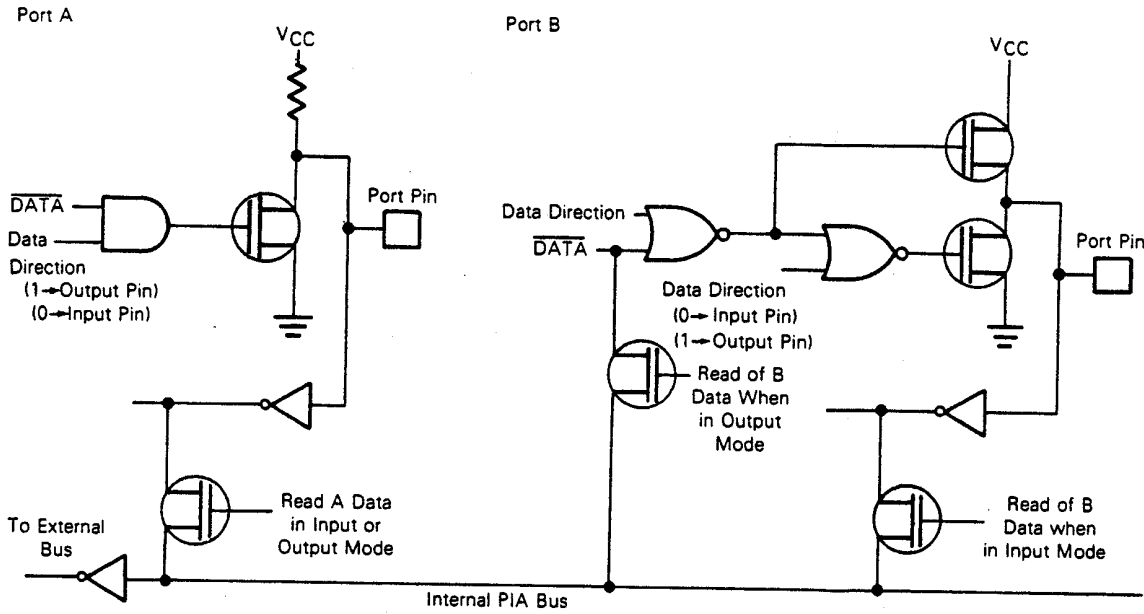 Port A
VCC
DATA
Data
Direction
(1→Output Pin)
(0→Input Pin)
Port Pin
Read A Data
in Input or
Output Mode
To External
Bus
Internal PIA Bus
Port B
VCC
Data Direction
DATA
Data Direction
(0→ Input Pin)
(1→ Output Pin)
Port Pin
Read of B
Data When
in Output
Mode
Read of B
Data when
in Input Mode